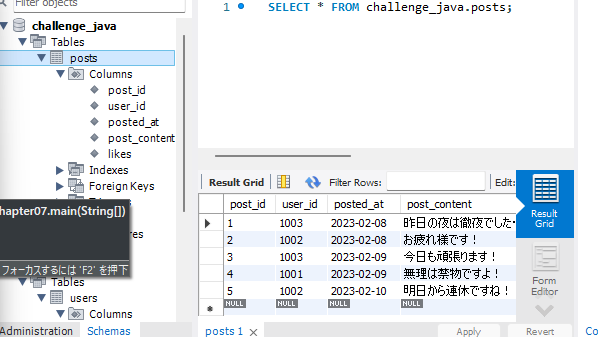 Filter objects
challenge_java
Tables
posts
Columns
post_id
user_id
posted_at
post_content
likes
Indexes
Foreign Keys
hapter07.main(String[])
フォーカスするには 'F2' を押下
Tables
users
Columns
Administration Schemas
1 SELECT * FROM challenge_java.posts;
Result Grid Filter Rows: Edit:
post_id user_id posted_at post_content
1 1003 2023-02-08 昨日の夜は徹夜でした・
2 1002 2023-02-08 お疲れ様です！
3 1003 2023-02-09 今日も頑張ります！
4 1001 2023-02-09 無理は禁物ですよ！
5 1002 2023-02-10 明日から連休ですね！
NULL NULL NULL NULL
Result
Grid
Form
Editor
posts 1 Apply Revert
Co